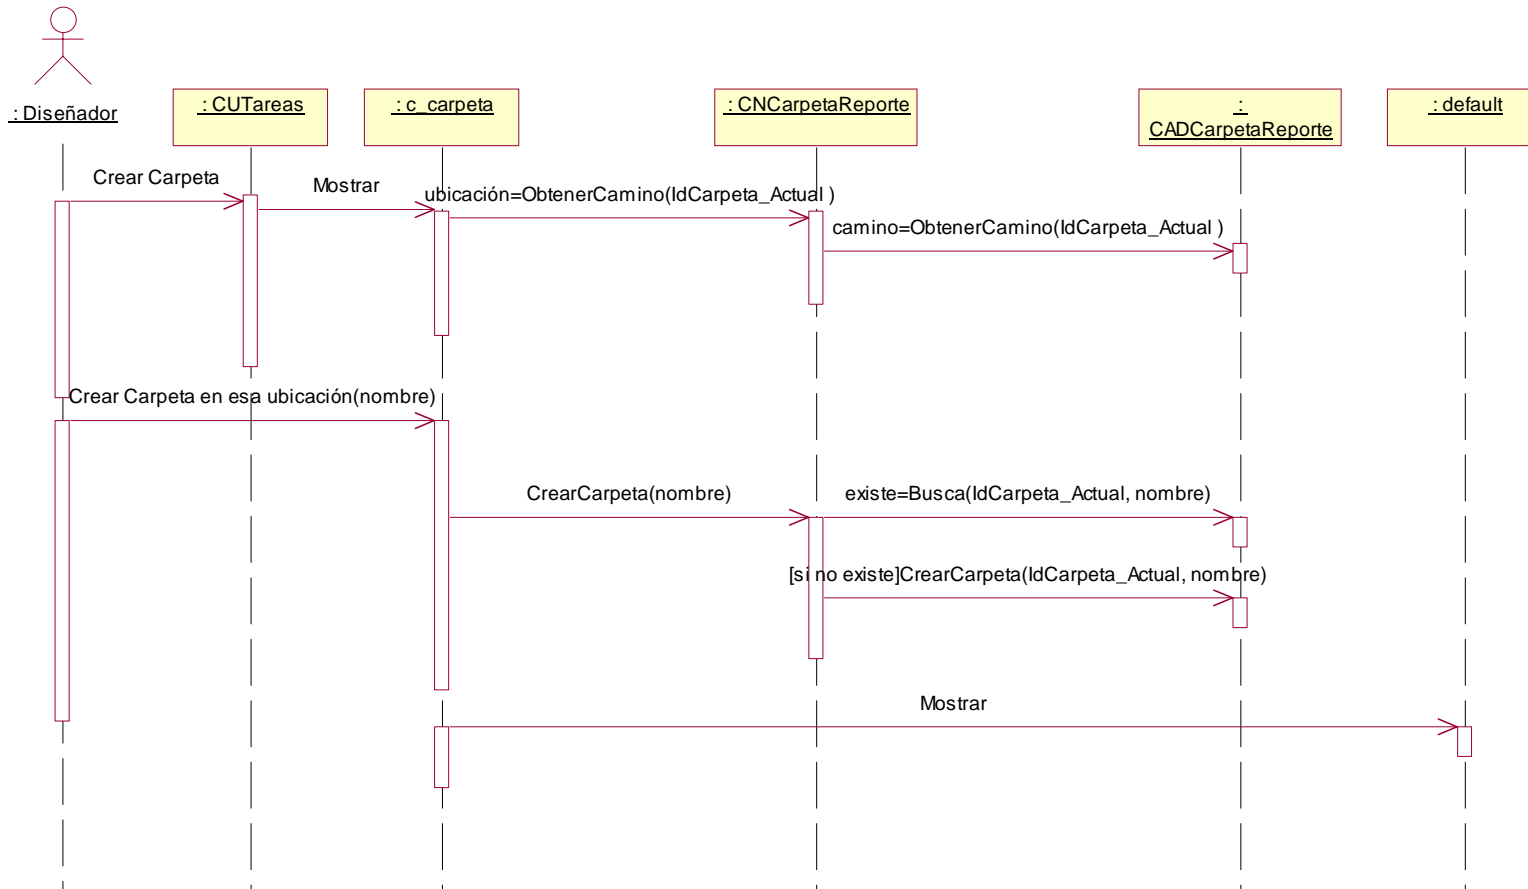 : Diseñador
: CUTareas
: c_carpeta
: CNCarpetaReporte
:
CADCarpetaReporte
: default
Crear Carpeta
Mostrar
ubicación=ObtenerCamino(IdCarpeta_Actual )
camino=ObtenerCamino(IdCarpeta_Actual )
Crear Carpeta en esa ubicación(nombre)
CrearCarpeta(nombre)
existe=Busca(IdCarpeta_Actual, nombre)
[si no existe]CrearCarpeta(IdCarpeta_Actual, nombre)
Mostrar